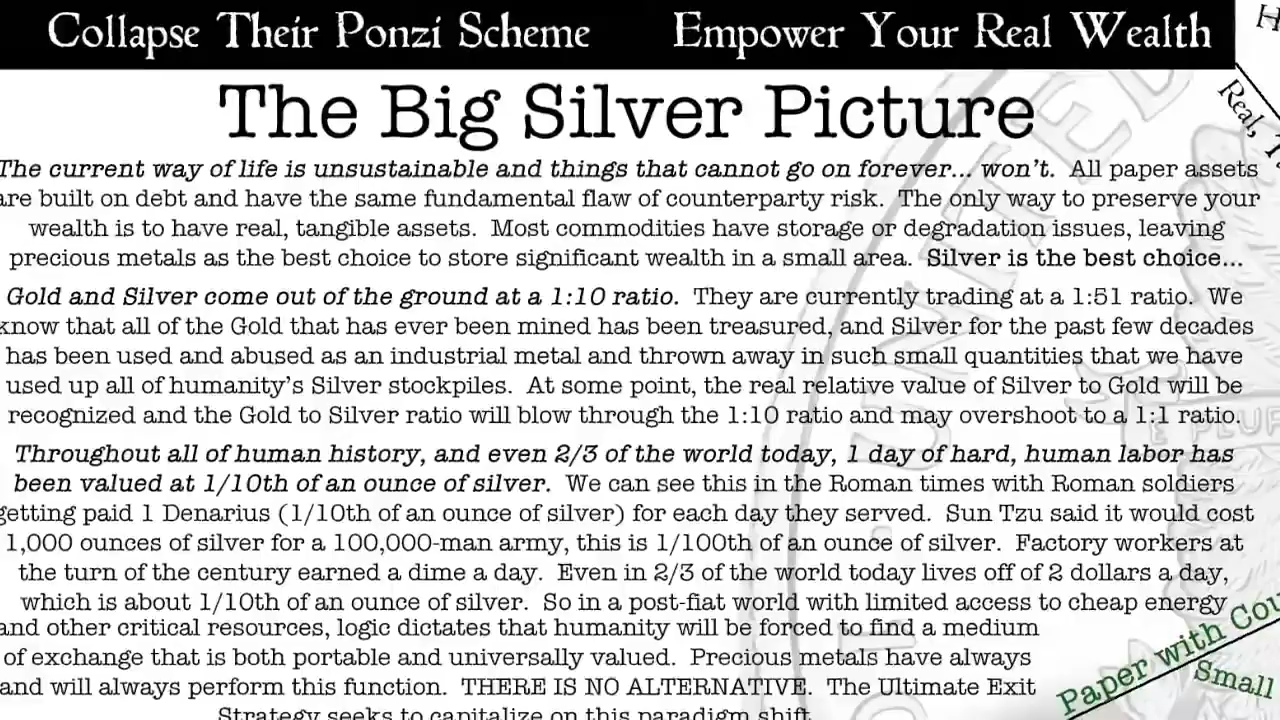 Collapse Their Ponzi Scheme Empower Your Real Wealth
The Big Silver Picture
Real,
The current way of life is unsustainable and things that cannot go on forever... won't. All paper assets
are built on debt and have the same fundamental flaw of counterparty risk. The only way to preserve your
wealth is to have real, tangible assets. Most commodities have storage or degradation issues, leaving
precious metals as the best choice to store significant wealth in a small area. Silver is the best choice...
Gold and Silver come out of the ground at a 1:10 ratio. They are currently trading at a 1:51 ratio. We
know that all of the Gold that has ever been mined has been treasured, and Silver for the past few decades
has been used and abused as an industrial metal and thrown away in such small quantities that we have
used up all of humanity's Silver stockpiles. At some point, the real relative value of Silver to Gold will be
recognized and the Gold to Silver ratio will blow through the 1:10 ratio and may overshoot to a 1:1 ratio.
Throughout all of human history, and even 2/3 of the world today, 1 day of hard, human labor has
been valued at 1/10th of an ounce of silver. We can see this in the Roman times with Roman soldiers
getting paid 1 Denarius (1/10th of an ounce of silver) for each day they served. Sun Tzu said it would cost
1,000 ounces of silver for a 100,000-man army, this is 1/100th of an ounce of silver. Factory workers at
the turn of the century earned a dime a day. Even in 2/3 of the world today lives off of 2 dollars a day,
which is about 1/10th of an ounce of silver. So in a post-fiat world with limited access to cheap energy
and other critical resources, logic dictates that humanity will be forced to find a medium
of exchange that is both portable and universally valued. Precious metals have always
and will always perform this function. THERE IS NO ALTERNATIVE. The Ultimate Exit
Strategy seeks to capitalize on this paradigm shift.
Paper with Cou
Small